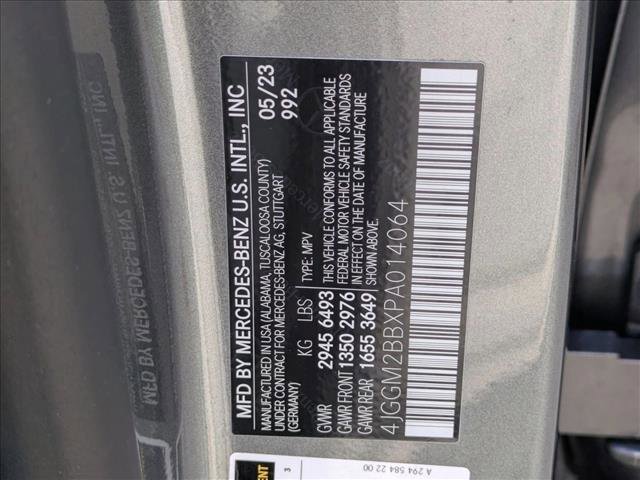 MFD BY MERCEDES-BENZ U.S. INTL., INC
05/23
992
MANUFACTURED IN USA (ALABAMA, TUSCALOOSA COUNTY)
UNDER CONTRACT FOR MERCEDES-BENZ AG, STUTTGART
(GERMANY)
KG LBS TYPE: MPV
GVWR 2945 6493
GAWR FRONT 1350 2976
GAWR REAR 1655 3649
THIS VEHICLE CONFORMS TO ALL APPLICABLE
FEDERAL MOTOR VEHICLE SAFETY STANDARDS
IN EFFECT ON THE DATE OF MANUFACTURE
SHOWN ABOVE.
4JGGM2BBXPA014064
A 294 584 22 00
3